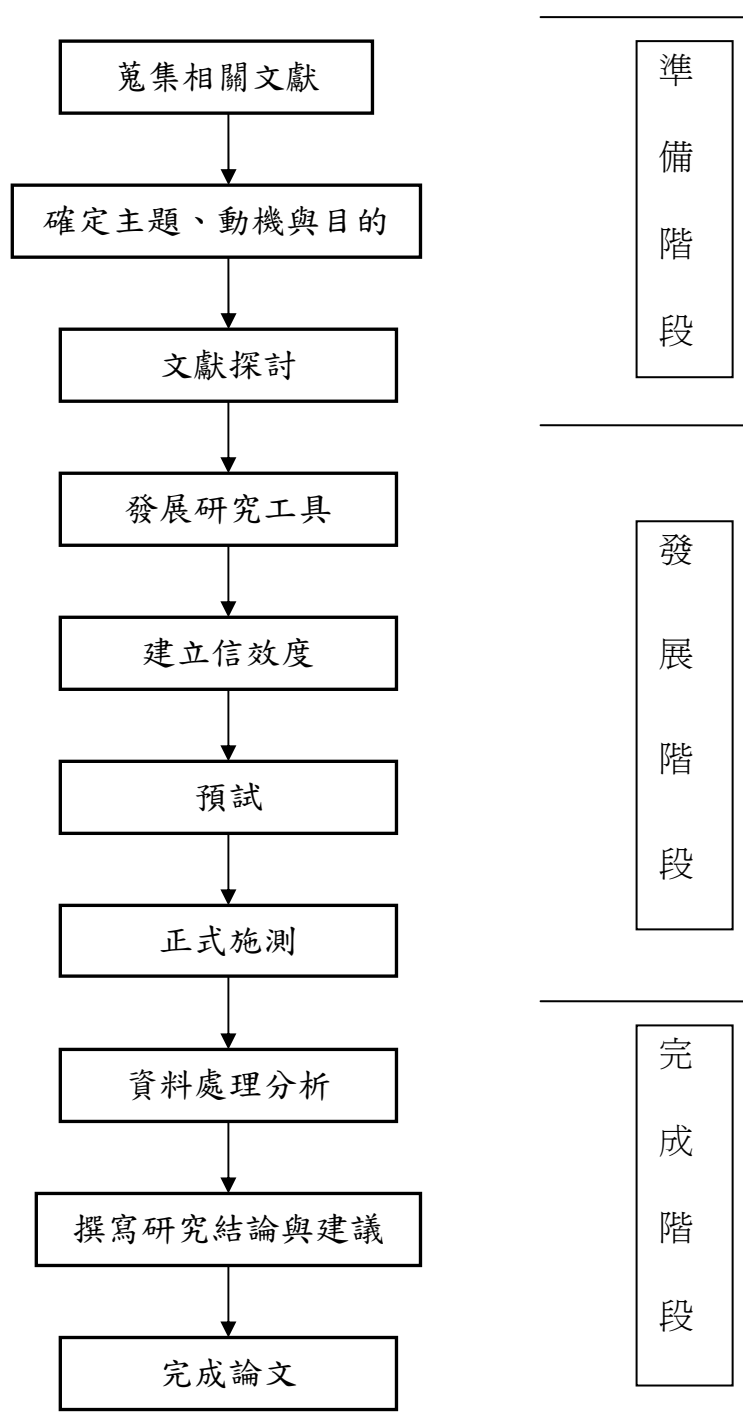 蒐集相關文獻
確定主題、動機與目的
文獻探討
發展研究工具
建立信效度
預試
正式施測
資料處理分析
撰寫研究結論與建議
完成論文
準備階段
發展階段
完成階段